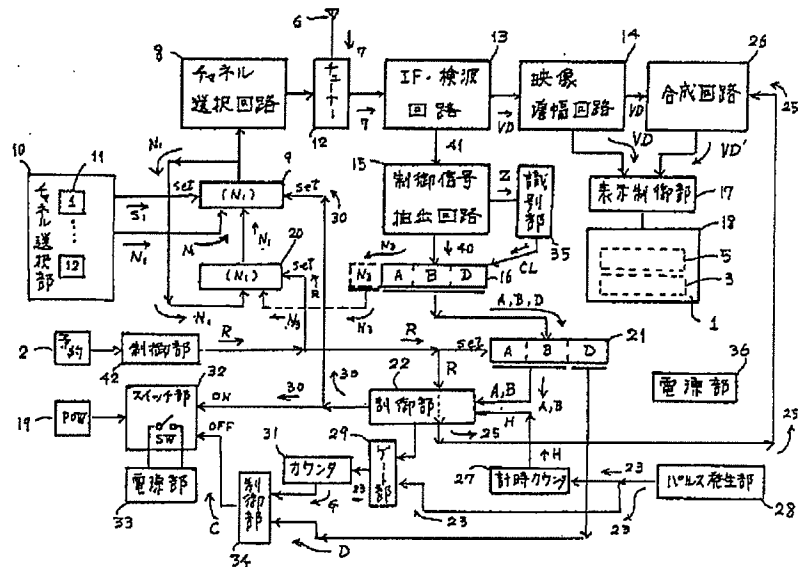 8
チャネル
選択回路
6
7
チューナー
12
7
13
IF・検波
回路
VD
14
映像
増幅回路
VD
26
合成回路
25
VD
VD'
41
10
11
1
12
チャネル選択部
N1
9
set
(N1)
set
30
S1
N1
N1
20
(N1)
set
R
N1
15
制御信号
抽出回路
Z
識別部
35
40
CL
N2
N2
A B D
16
N2
N2
A,B,D
表示制御部
17
18
5
3
1
2
予約
制御部
42
R
R
set
A B D
21
R
A,B
A,B
36
電源部
32
スイッチ部
SW
ON
OFF
30
30
22
制御部
H
25
H
19
POW
電源部
33
C
31
カウンタ
G
29
ゲート部
23
23
27
計時カウンタ
23
23
パルス発生部
28
25
制御部
34
D